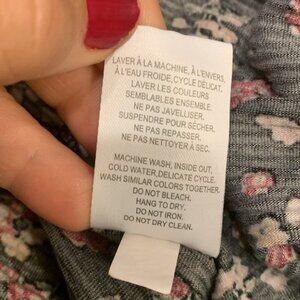 LAVER À LA MACHINE, À L'ENVERS,
À L'EAU FROIDE, CYCLE DÉLICAT.
LAVER LES COULEURS
SEMBLABLES ENSEMBLE.
NE PAS JAVELLISER.
SUSPENDRE POUR SÉCHER.
NE PAS REPASSER.
NE PAS NETTOYER À SEC.
MACHINE WASH, INSIDE OUT,
COLD WATER, DELICATE CYCLE.
WASH SIMILAR COLORS TOGETHER.
DO NOT BLEACH.
HANG TO DRY.
DO NOT IRON.
DO NOT DRY CLEAN.